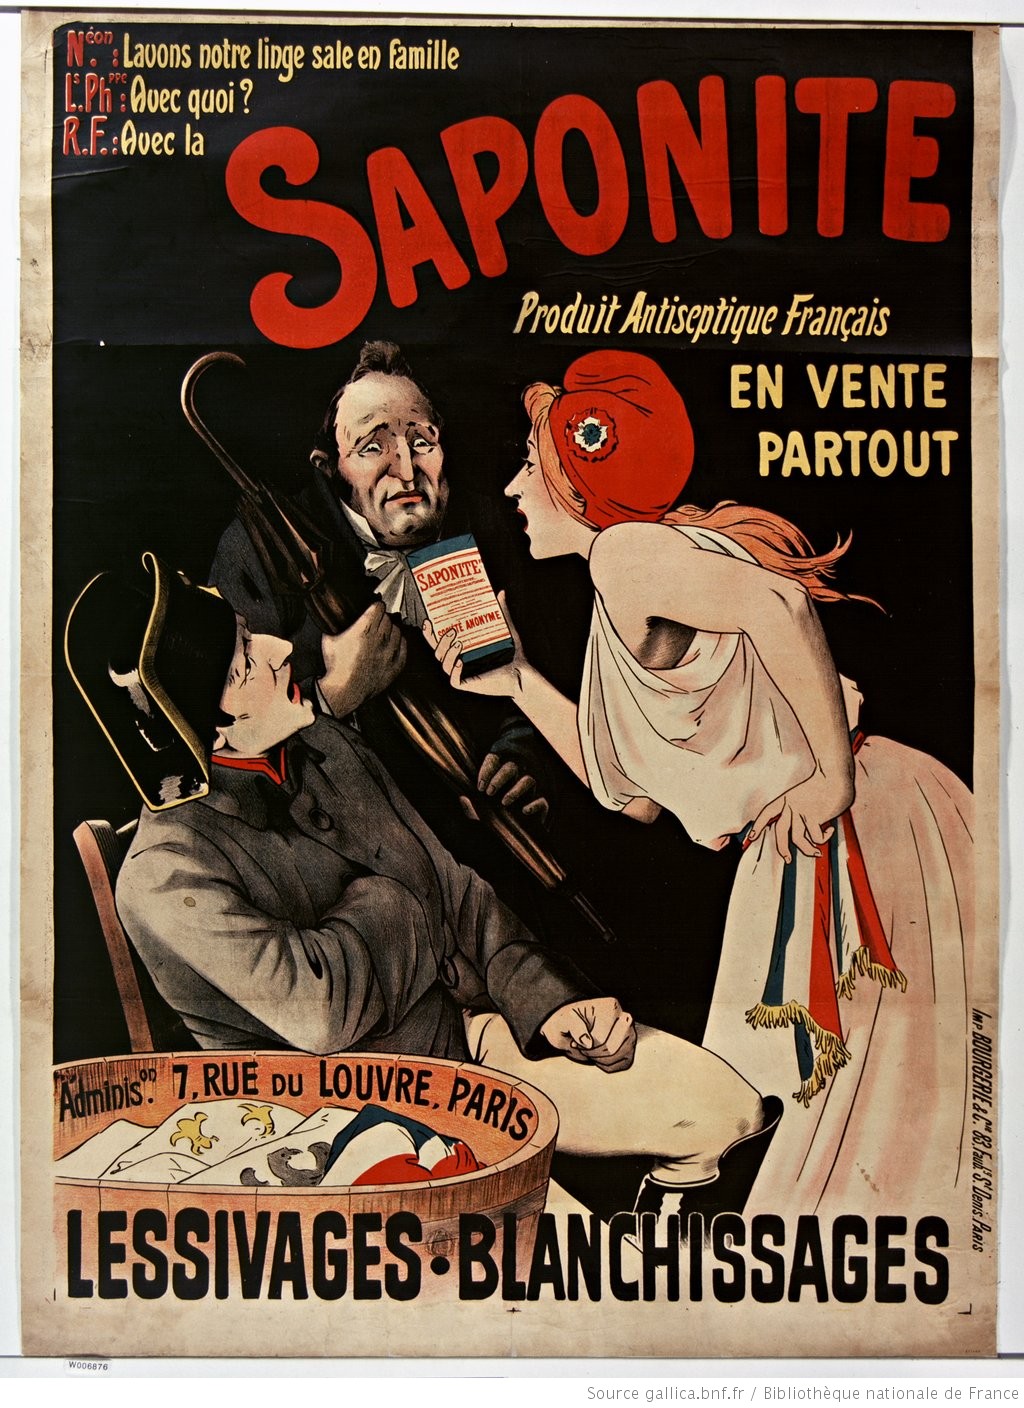 Néon. : Lavons notre linge sale en famille
Ls. Phppe : Avec quoi ?
R.F. : Avec la
SAPONITE
Produit Antiseptique Français
EN VENTE
PARTOUT
SAPONITE
SOCIÉTÉ ANONYME
Adminison. 7, RUE DU LOUVRE, PARIS
LESSIVAGES • BLANCHISSAGES
IMP. BOURGERIE & Cie 83, Faubg St Denis PARIS
W006876
Source gallica.bnf.fr / Bibliothèque nationale de France